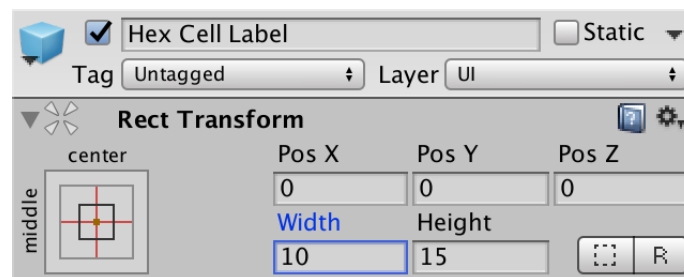 Hex Cell Label Static
Tag Untagged Layer UI
Rect Transform
center Pos X Pos Y Pos Z
middle 0 0 0
Width Height
10 15 R